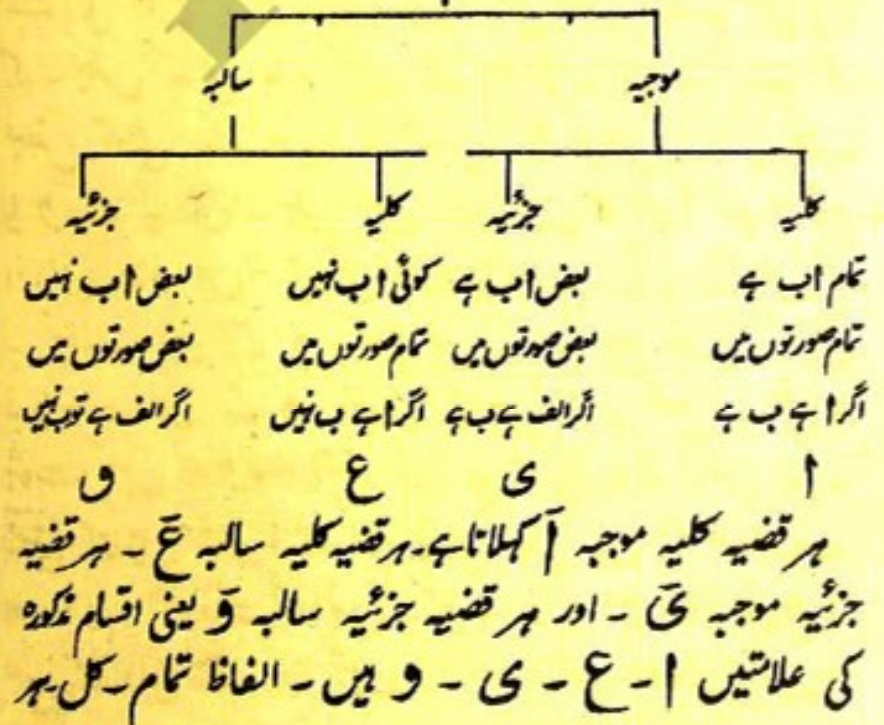 موجبہ سالبہ
کلیہ جزئیہ کلیہ جزئیہ
تمام اب ہے بعض اب ہے کوئی اب نہیں بعض اب نہیں
تمام صورتوں میں بعض صورتوں میں تمام صورتوں میں بعض صورتوں میں
اگر ا ہے ب ہے اگر الف ہے ب ہے اگر ا ہے ب نہیں اگر الف ہے تو ب نہیں
ا ی ع و
ہر قضیہ کلیہ موجبہ آ کہلاتا ہے۔ ہر قضیہ کلیہ سالبہ عَ ۔ ہر قضیہ
جزئیہ موجبہ یَ ۔ اور ہر قضیہ جزئیہ سالبہ وَ یعنی اقسام مذکورہ
کی علامتیں ا ۔ ع ۔ ی ۔ و ہیں ۔ الفاظ تمام ۔ کل ۔ ہر